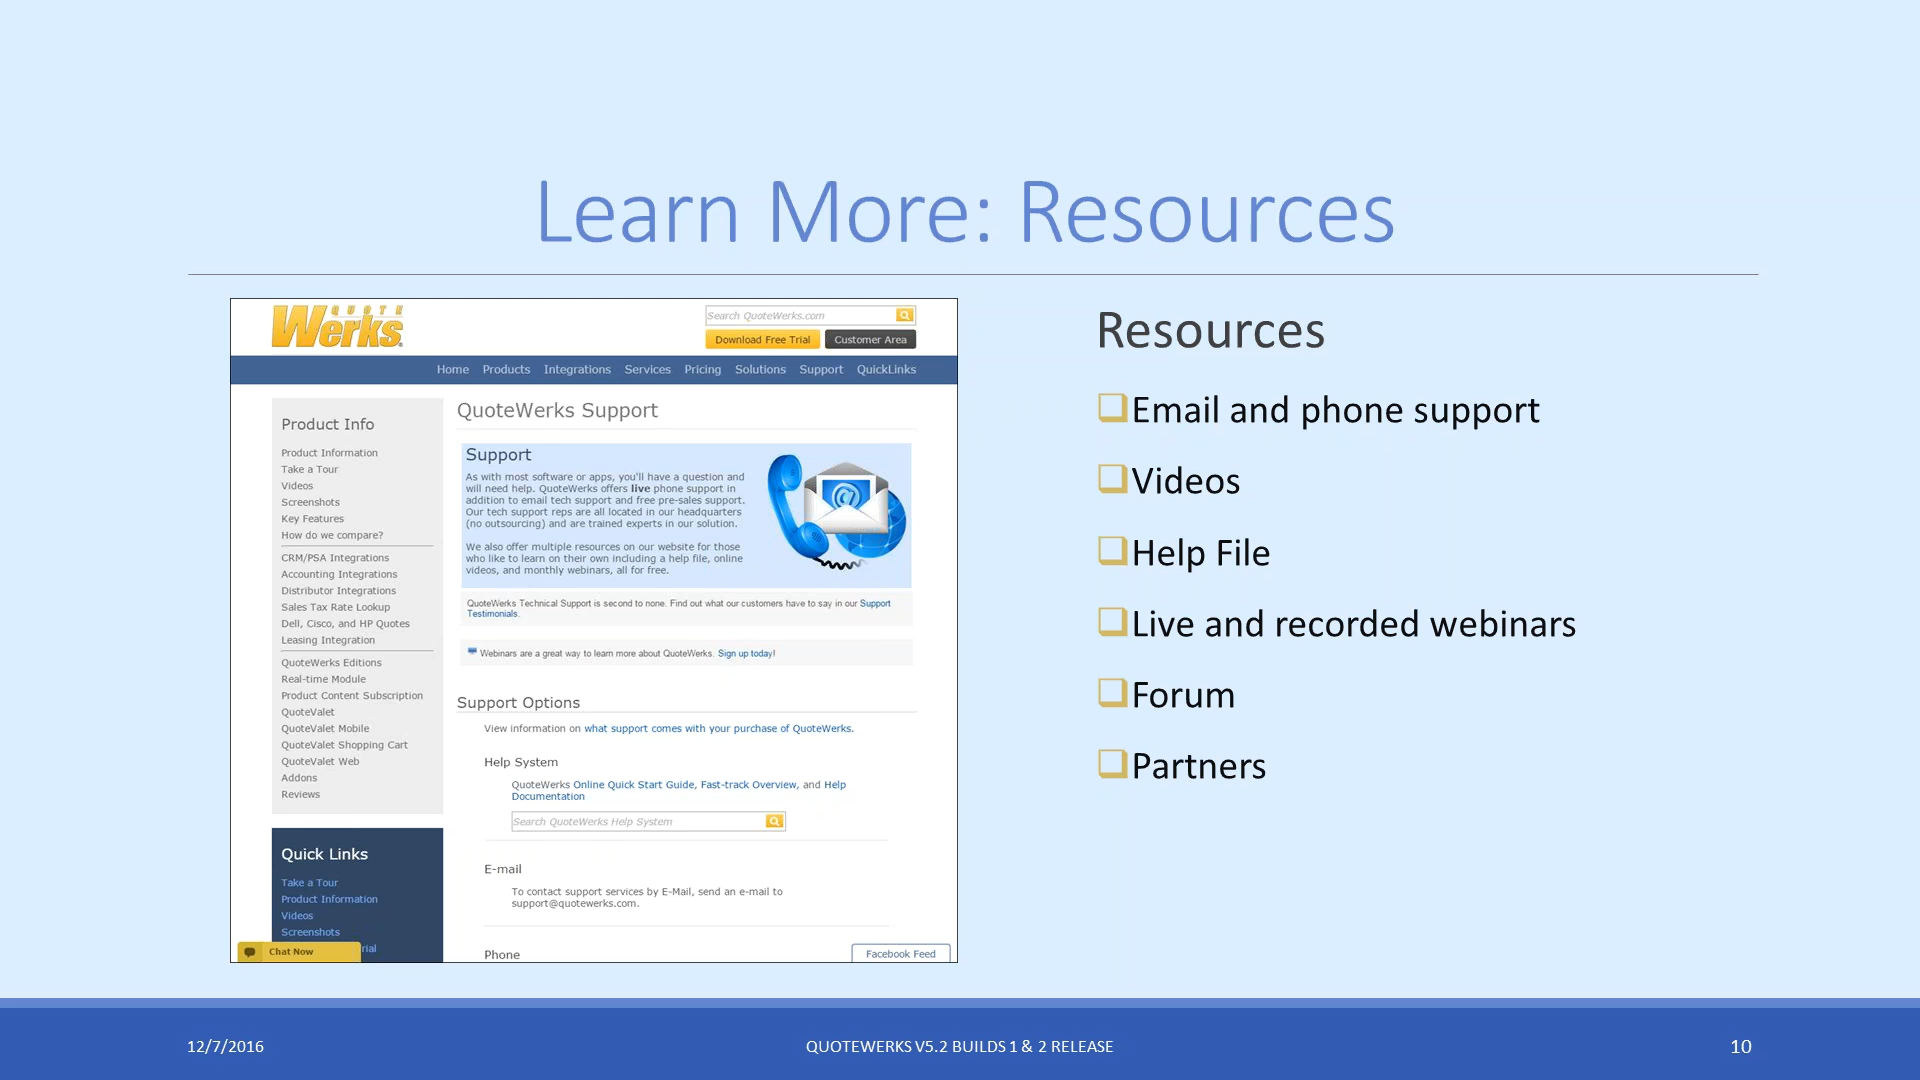 Learn More: Resources
QUOTE
Werks
Search QuoteWerks.com
Download Free Trial
Customer Area
Home Products Integrations Services Pricing Solutions Support QuickLinks
Product Info
Product Information
Take a Tour
Videos
Screenshots
Key Features
How do we compare?
CRM/PSA Integrations
Accounting Integrations
Distributor Integrations
Sales Tax Rate Lookup
Dell, Cisco, and HP Quotes
Leasing Integration
QuoteWerks Editions
Real-time Module
Product Content Subscription
QuoteValet
QuoteValet Mobile
QuoteValet Shopping Cart
QuoteValet Web
Addons
Reviews
Quick Links
Take a Tour
Product Information
Videos
Screenshots
rial
Chat Now
QuoteWerks Support
Support
As with most software or apps, you'll have a question and
will need help. QuoteWerks offers live phone support in
addition to email tech support and free pre-sales support.
Our tech support reps are all located in our headquarters
(no outsourcing) and are trained experts in our solution.
We also offer multiple resources on our website for those
who like to learn on their own including a help file, online
videos, and monthly webinars, all for free.
@
QuoteWerks Technical Support is second to none. Find out what our customers have to say in our Support
Testimonials.
Webinars are a great way to learn more about QuoteWerks. Sign up today!
Support Options
View information on what support comes with your purchase of QuoteWerks.
Help System
QuoteWerks Online Quick Start Guide, Fast-track Overview, and Help
Documentation
Search QuoteWerks Help System
E-mail
To contact support services by E-Mail, send an e-mail to
support@quotewerks.com.
Phone
Facebook Feed
Resources
Email and phone support
Videos
Help File
Live and recorded webinars
Forum
Partners
12/7/2016
QUOTEWERKS V5.2 BUILDS 1 & 2 RELEASE
10